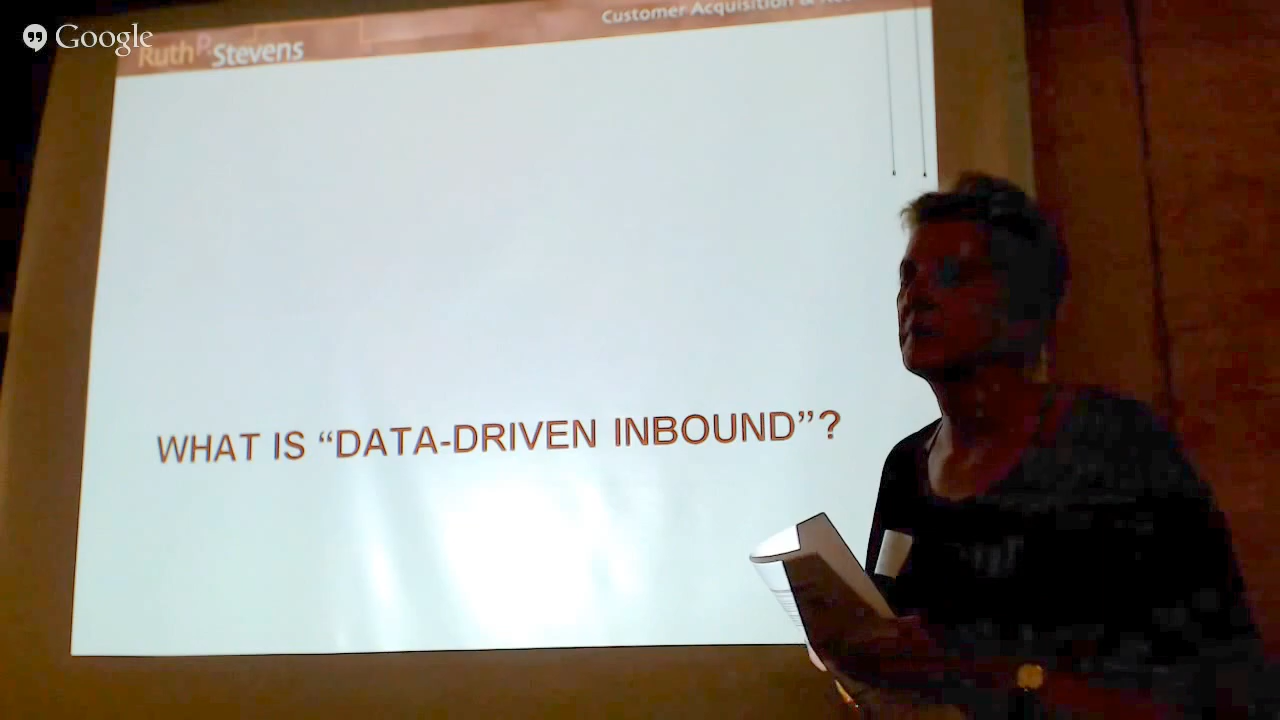 Google
Ruth P. Stevens
Customer Acquisition &
WHAT IS “DATA-DRIVEN INBOUND”?